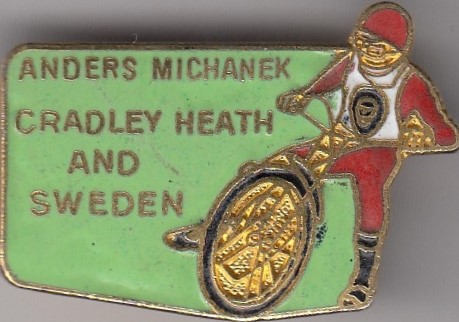 ANDERS MICHANEK
CRADLEY HEATH
AND
SWEDEN